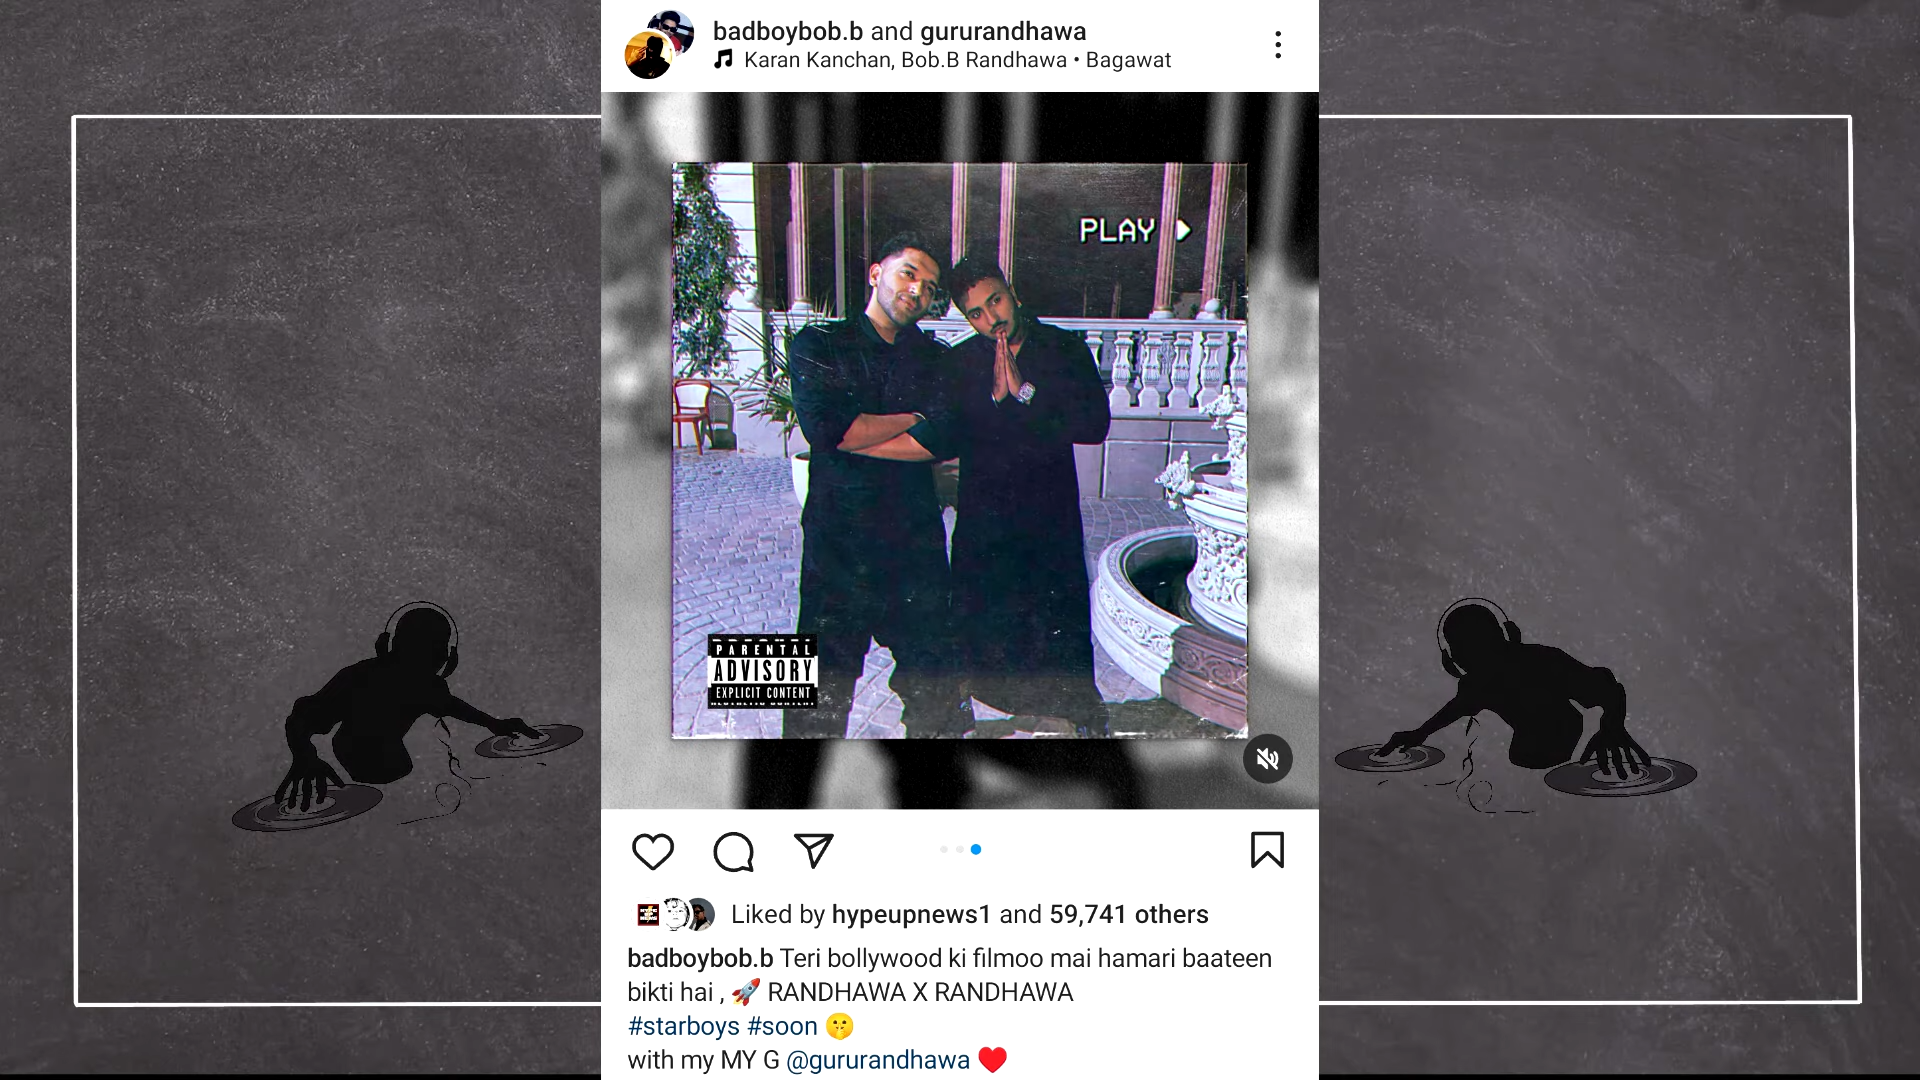 badboybob.b and gururandhawa
Karan Kanchan, Bob.B Randhawa • Bagawat
PLAY
PARENTAL
ADVISORY
EXPLICIT CONTENT
Liked by hypeupnews1 and 59,741 others
badboybob.b Teri bollywood ki filmoo mai hamari baateen
bikti hai , 🚀 RANDHAWA X RANDHAWA
#starboys #soon 🤫
with my MY G @gururandhawa ❤️